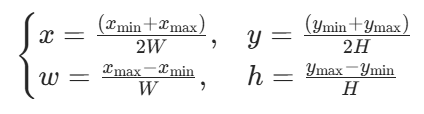 x = (x_min+x_max)/2W, y = (y_min+y_max)/2H
w = x_max−x_min/W, h = y_max−y_min/H